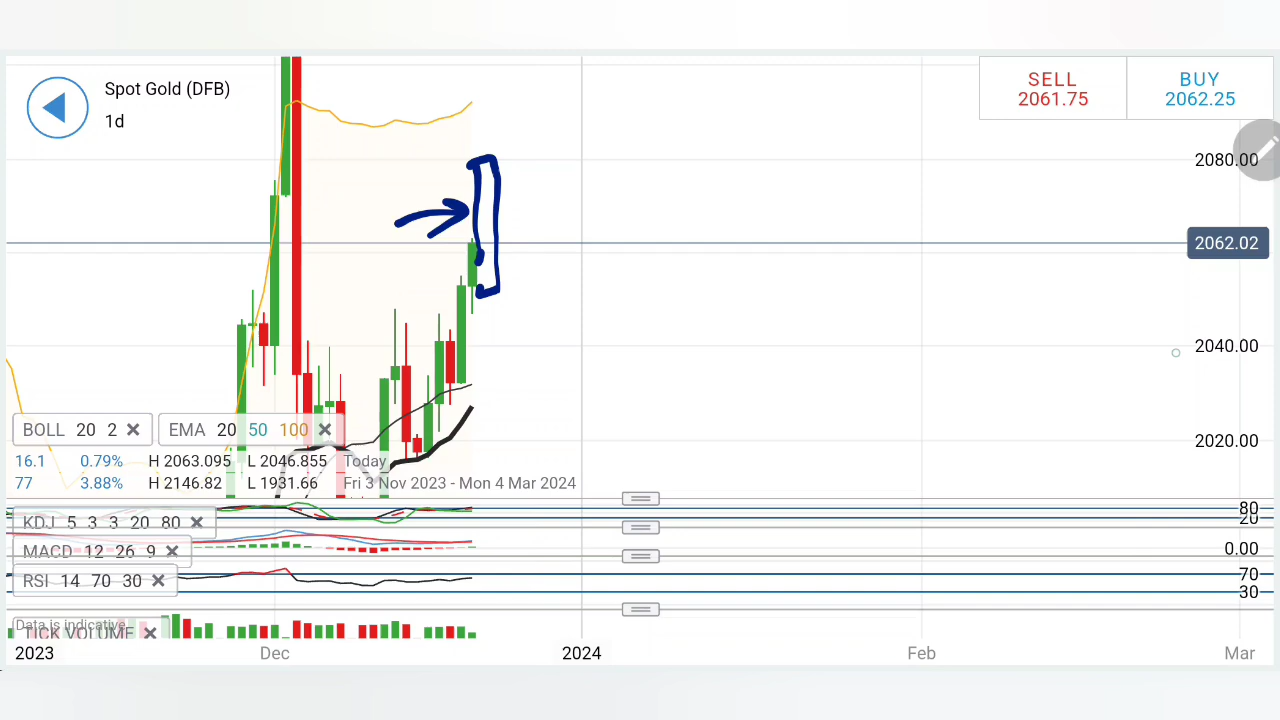 Spot Gold (DFB)
1d
SELL
2061.75
BUY
2062.25
2080.00
2062.02
2040.00
2020.00
BOLL 20 2
EMA 20 50 100
16.1 0.79% H 2063.095 L 2046.855 Today
77 3.88% H 2146.82 L 1931.66 Fri 3 Nov 2023 - Mon 4 Mar 2024
KDJ 5 3 3 20 80
80
20
MACD 12 26 9
0.00
RSI 14 70 30
70
30
Data is indicative
TICK VOLUME
2023 Dec 2024 Feb Mar